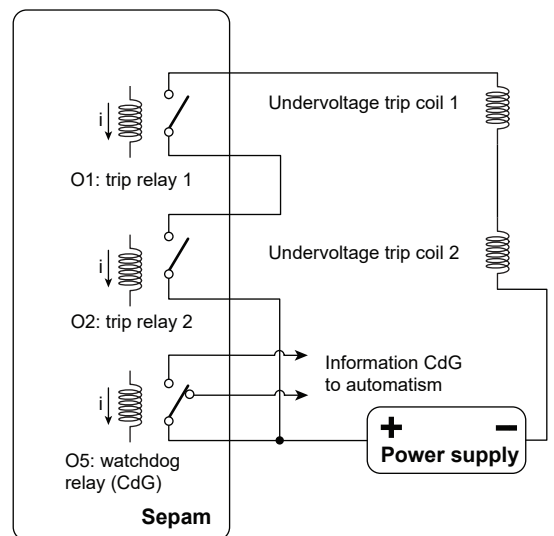 Undervoltage trip coil 1
i
O1: trip relay 1
Undervoltage trip coil 2
i
O2: trip relay 2
Information CdG
to automatism
i
+ −
Power supply
O5: watchdog
relay (CdG)
Sepam